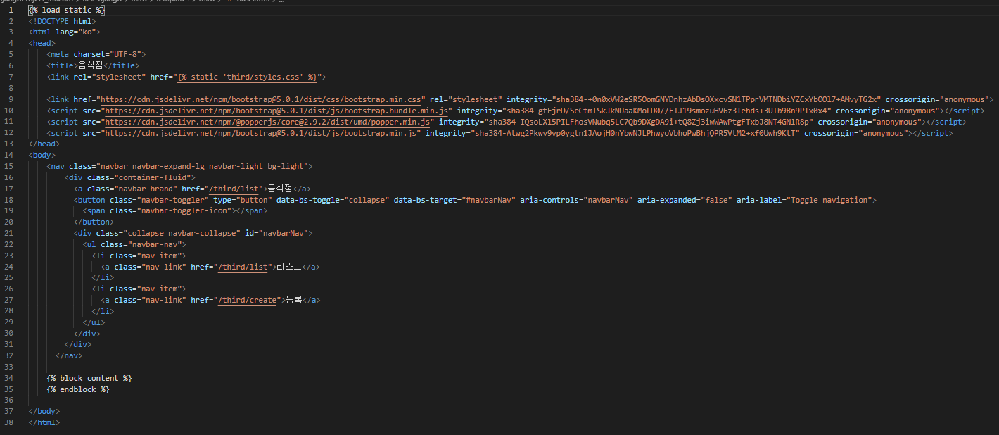 {% load static %}
<!DOCTYPE html>
<html lang="ko">
<head>
<meta charset="UTF-8">
<title>음식점</title>
<link rel="stylesheet" href="{% static 'third/styles.css' %}">
<link href="https://cdn.jsdelivr.net/npm/bootstrap@5.0.1/dist/css/bootstrap.min.css" rel="stylesheet" integrity="sha384-+0n0xVW2eSR5OomGNYDnhzAbDsOXxcvSN1TPprVMTNDbiYZCxYbOOl7+AMvyTG2x" crossorigin="anonymous">
<script src="https://cdn.jsdelivr.net/npm/bootstrap@5.0.1/dist/js/bootstrap.bundle.min.js" integrity="sha384-gtEjrD/SeCtmISkJkNUaaKMoLD0//ElJ19smozuHV6z3Iehds+3Ulb9Bn9Plx0x4" crossorigin="anonymous"></script>
<script src="https://cdn.jsdelivr.net/npm/@popperjs/core@2.9.2/dist/umd/popper.min.js" integrity="sha384-IQsoLXl5PILFhosVNubq5LC7Qb9DXgDA9i+tQ8Zj3iwWAwPtgFTxbJ8NT4GN1R8p" crossorigin="anonymous"></script>
<script src="https://cdn.jsdelivr.net/npm/bootstrap@5.0.1/dist/js/bootstrap.min.js" integrity="sha384-Atwg2Pkwv9vp0ygtn1JAojH0nYbwNJLPhwyoVbhoPwBhjQPR5VtM2+xf0Uwh9KtT" crossorigin="anonymous"></script>
</head>
<body>
<nav class="navbar navbar-expand-lg navbar-light bg-light">
<div class="container-fluid">
<a class="navbar-brand" href="/third/list">음식점</a>
<button class="navbar-toggler" type="button" data-bs-toggle="collapse" data-bs-target="#navbarNav" aria-controls="navbarNav" aria-expanded="false" aria-label="Toggle navigation">
<span class="navbar-toggler-icon"></span>
</button>
<div class="collapse navbar-collapse" id="navbarNav">
<ul class="navbar-nav">
<li class="nav-item">
<a class="nav-link" href="/third/list">리스트</a>
</li>
<li class="nav-item">
<a class="nav-link" href="/third/create">등록</a>
</li>
</ul>
</div>
</div>
</nav>
{% block content %}
{% endblock %}
</body>
</html>